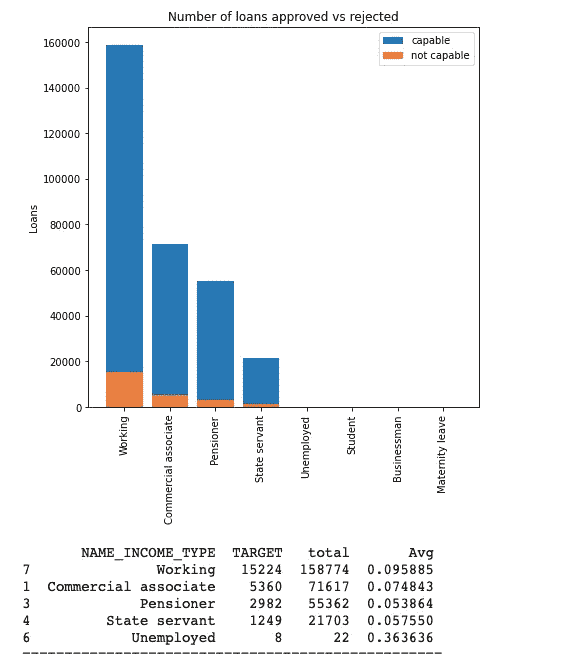 Number of loans approved vs rejected
capable
not capable
160000
140000
120000
100000
80000
60000
40000
20000
0
Loans
Working
Commercial associate
Pensioner
State servant
Unemployed
Student
Businessman
Maternity leave
NAME_INCOME_TYPE TARGET total Avg
7 Working 15224 158774 0.095885
1 Commercial associate 5360 71617 0.074843
3 Pensioner 2982 55362 0.053864
4 State servant 1249 21703 0.057550
6 Unemployed 8 22 0.363636